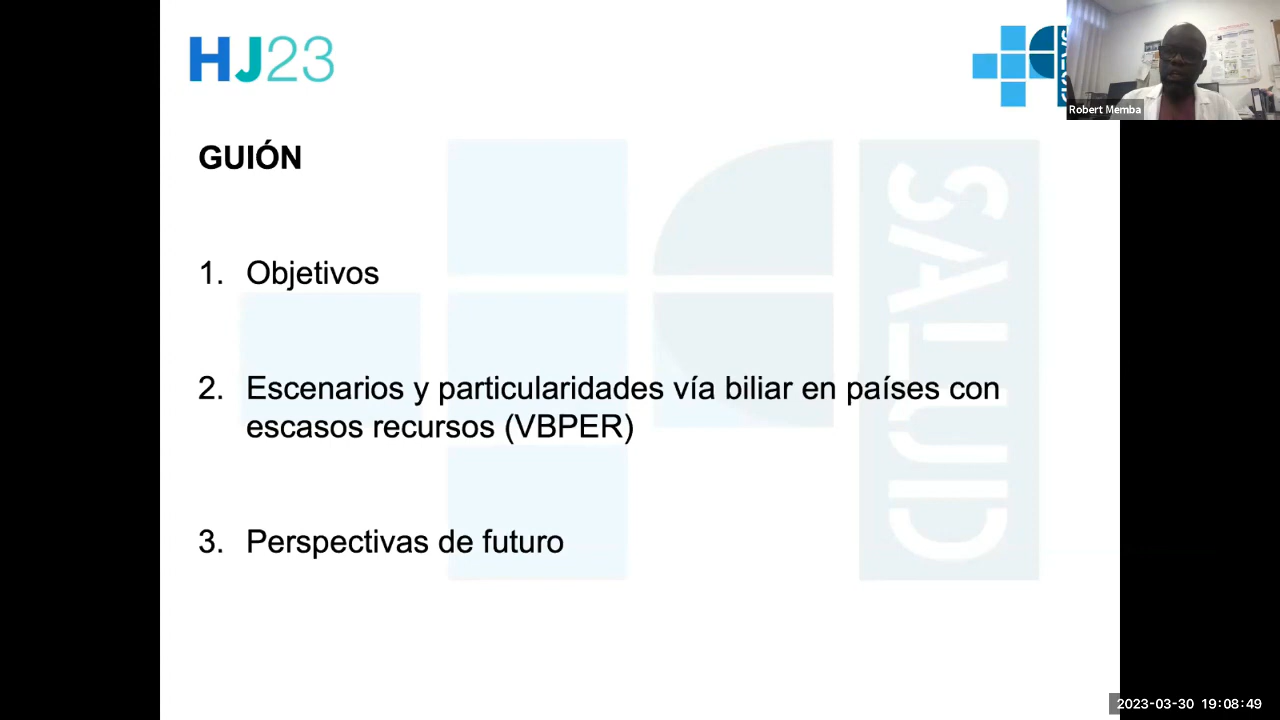 HJ23
Robert Memba
GUIÓN
1. Objetivos
2. Escenarios y particularidades vía biliar en países con
escasos recursos (VBPER)
3. Perspectivas de futuro
SALUD
2023-03-30 19:08:49